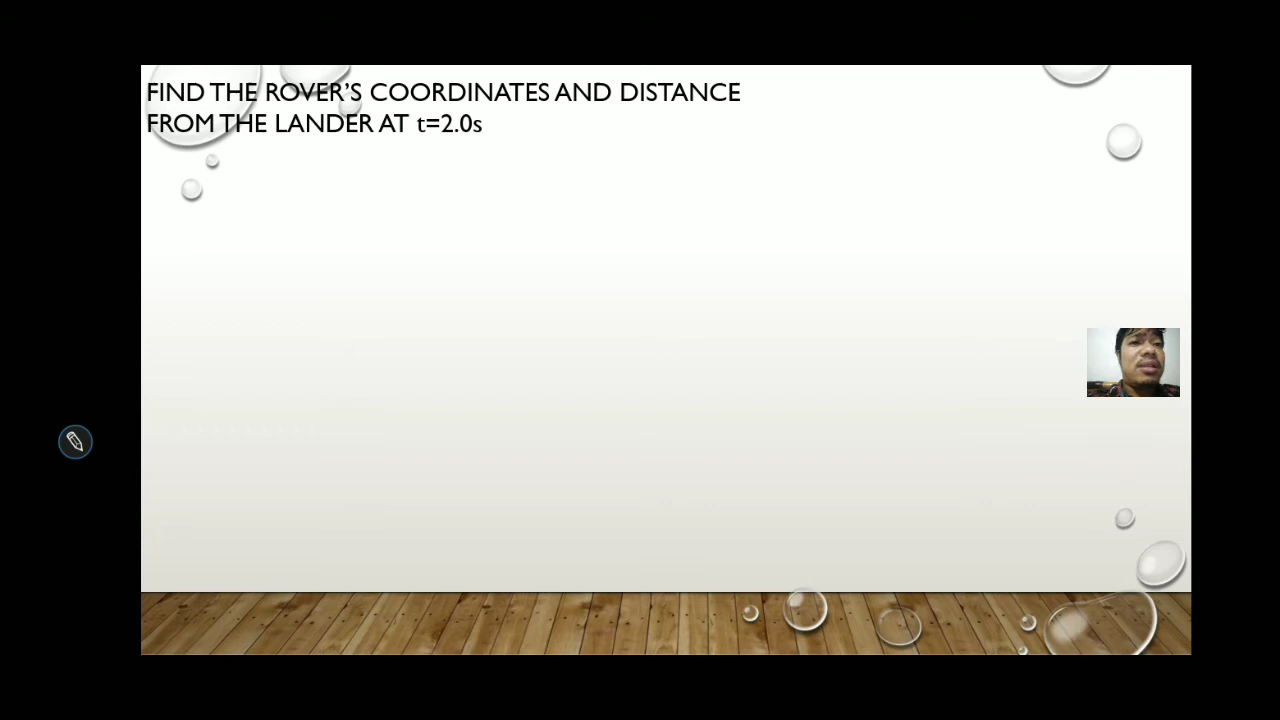 FIND THE ROVER'S COORDINATES AND DISTANCE
FROM THE LANDER AT t=2.0s